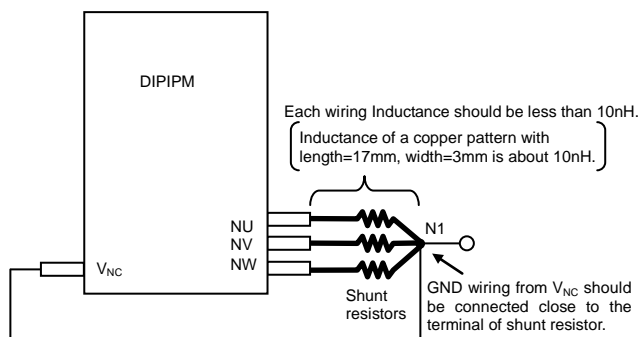 DIPIPM
Each wiring Inductance should be less than 10nH.
Inductance of a copper pattern with
length=17mm, width=3mm is about 10nH.
NU
NV
NW
VNC
N1
Shunt
resistors
GND wiring from VNC should
be connected close to the
terminal of shunt resistor.